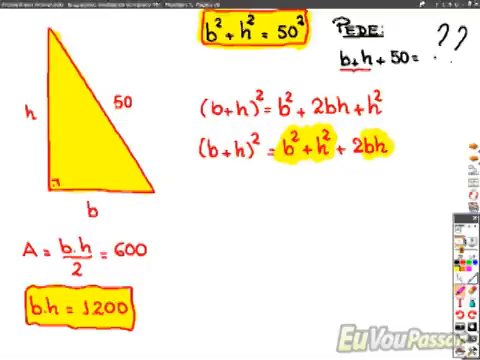 b² + h² = 50²
PEDE:
b+h + 50 = ??
h
50
b
(b+h)² = b² + 2bh + h²
(b+h)² = b² + h² + 2bh
A = b.h/2 = 600
b.h = 1200
EuVouPassar